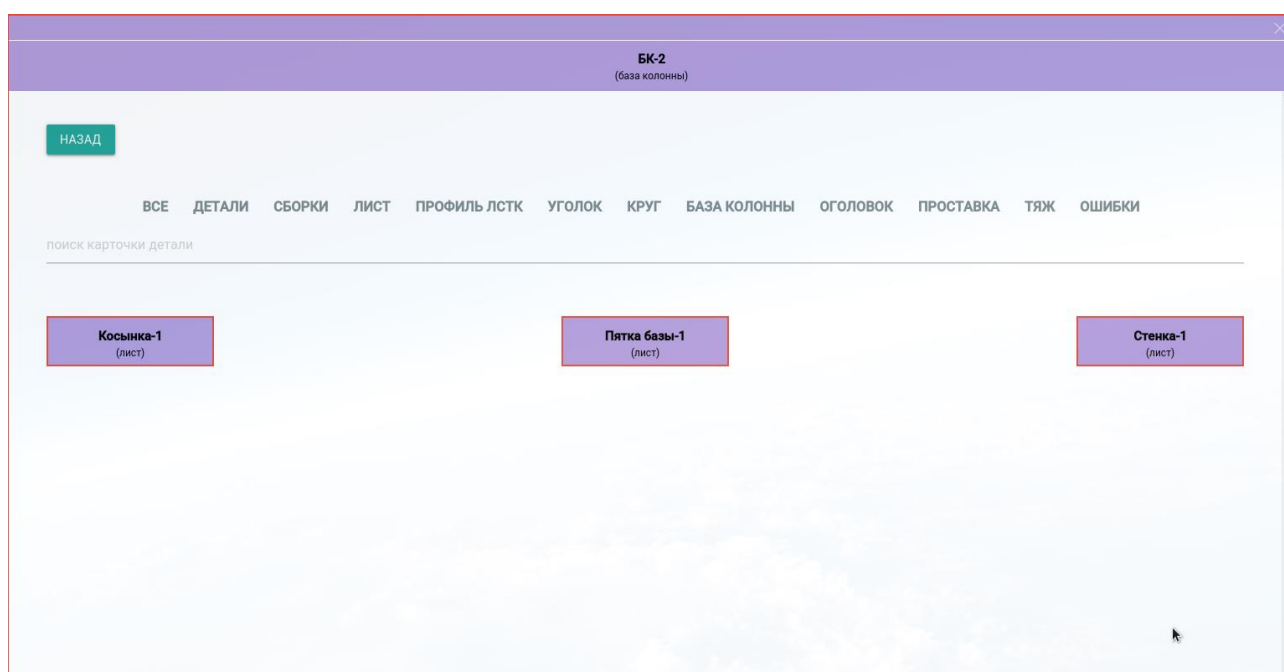 БК-2
(база колонны)
НАЗАД
ВСЕ ДЕТАЛИ СБОРКИ ЛИСТ ПРОФИЛЬ ЛСТК УГОЛОК КРУГ БАЗА КОЛОННЫ ОГОЛОВОК ПРОСТАВКА ТЯЖ ОШИБКИ
поиск карточки детали
Косынка-1
(лист)
Пятка базы-1
(лист)
Стенка-1
(лист)